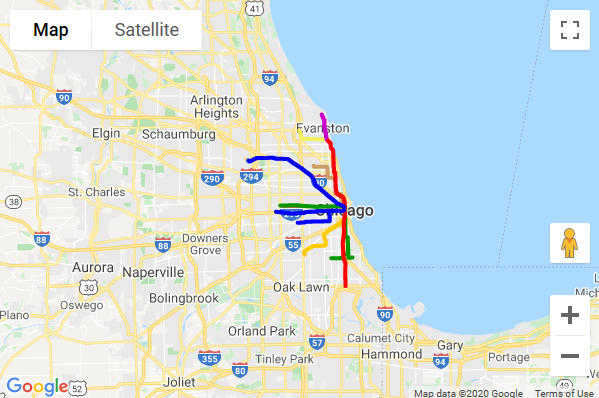 Map
Satellite
41
94
90
Arlington
Heights
Evanston
Elgin
Schaumburg
290
294
90
St. Charles
38
Chicago
88
88
Downers
Grove
55
Aurora
Naperville
30
Oak Lawn
Oswego
Bolingbrook
Plano
90
Michi
Orland Park
57
Calumet City
Gary
Hammond
94
Portage
355
80
Tinley Park
Joliet
52
49
Google
Map data ©2020 Google
Terms of Use